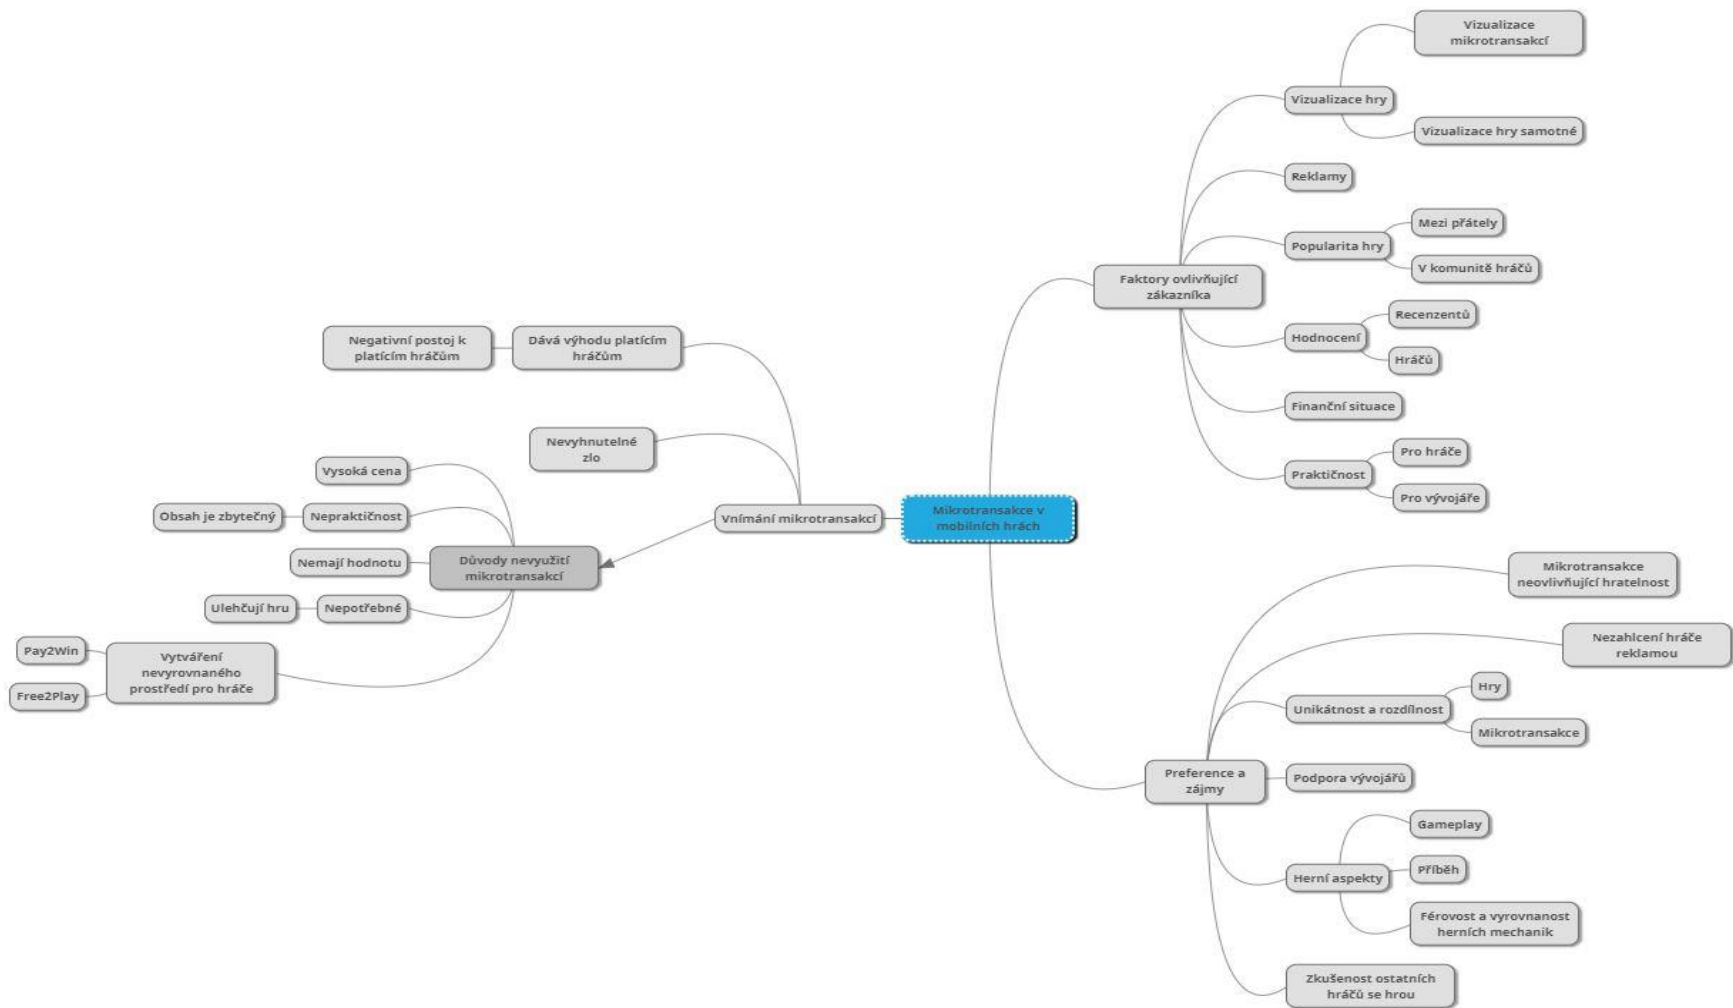 Mikrotransakce v
mobilních hrách
Faktory ovlivňující
zákazníka
Vizualizace hry
Vizualizace
mikrotransakcí
Vizualizace hry samotné
Reklamy
Popularita hry
Mezi přátely
V komunitě hráčů
Hodnocení
Recenzentů
Hráčů
Finanční situace
Praktičnost
Pro hráče
Pro vývojáře
Preference a
zájmy
Mikrotransakce
neovlivňující hratelnost
Nezahlcení hráče
reklamou
Unikátnost a rozdílnost
Hry
Mikrotransakce
Podpora vývojářů
Herní aspekty
Gameplay
Příběh
Férovost a vyrovnanost
herních mechanik
Zkušenost ostatních
hráčů se hrou
Vnímání mikrotransakcí
Dává výhodu platícím
hráčům
Negativní postoj k
platícím hráčům
Nevyhnutelné
zlo
Důvody nevyužití
mikrotransakcí
Vysoká cena
Nepraktičnost
Obsah je zbytečný
Nemají hodnotu
Nepotřebné
Ulehčují hru
Vytváření
nevyrovnaného
prostředí pro hráče
Pay2Win
Free2Play